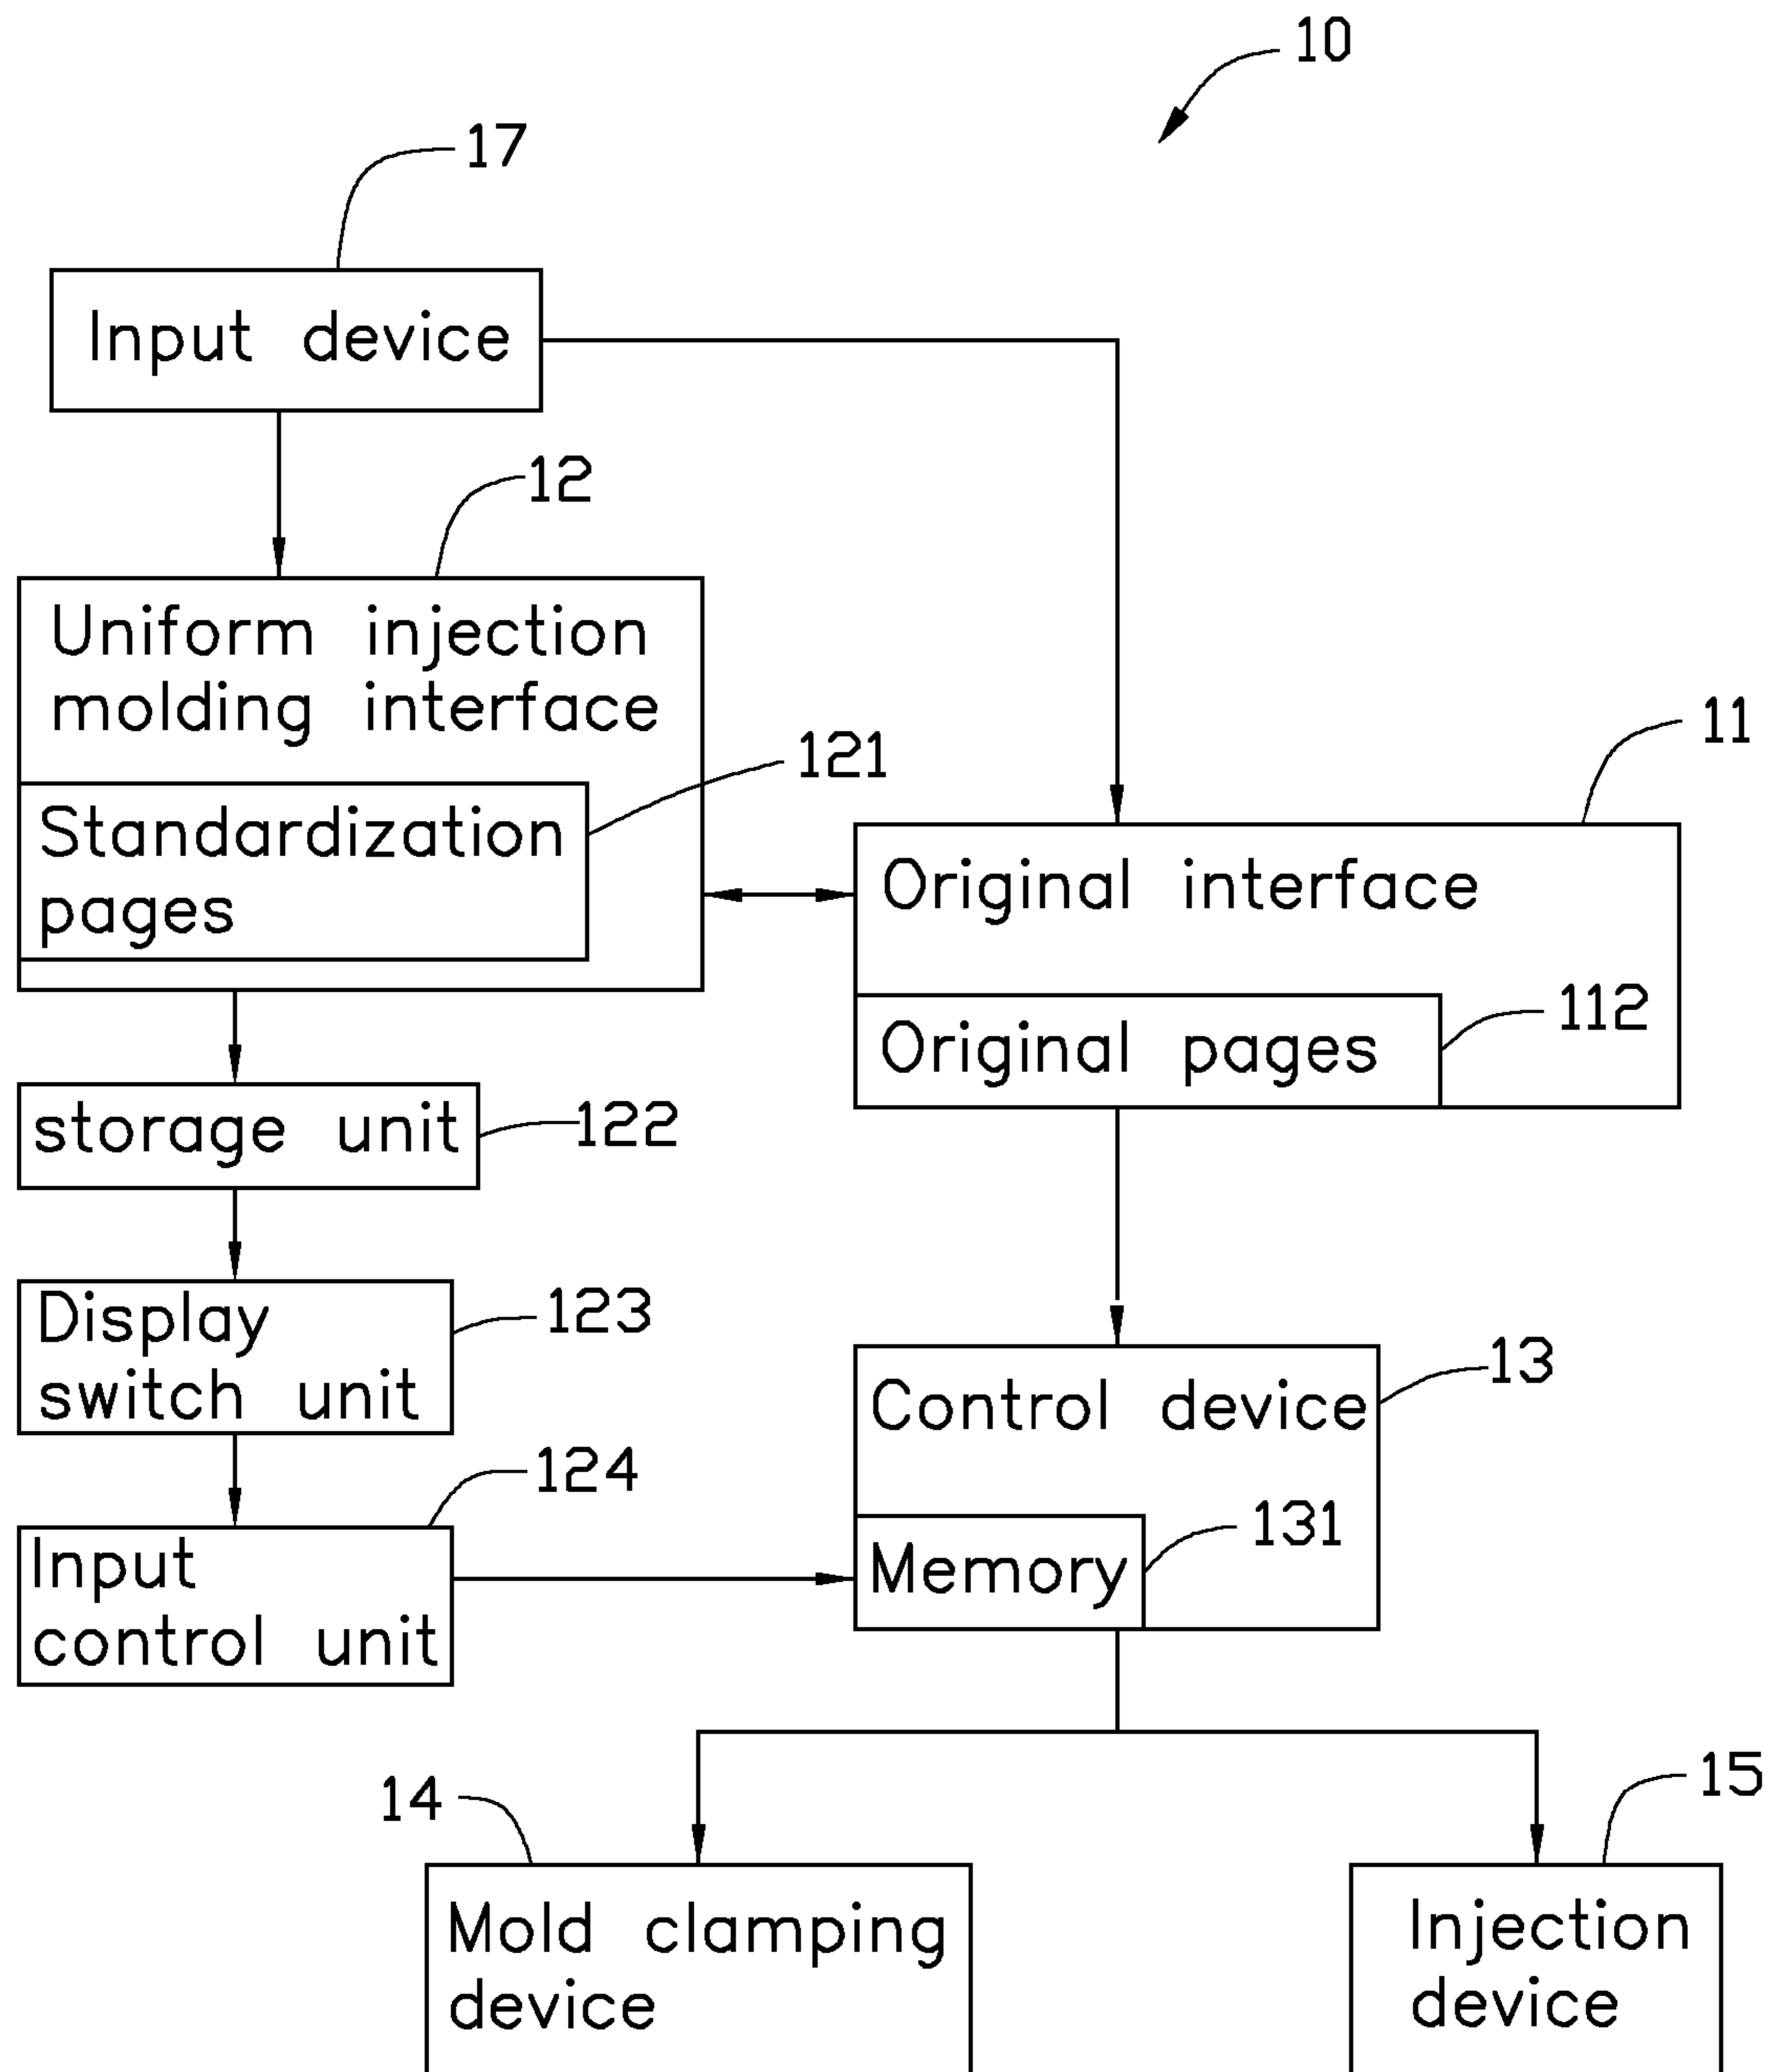 10
17
Input device
12
Uniform injection
molding interface
121
Standardization
pages
11
Original interface
112
Original pages
storage unit
122
Display
switch unit
123
13
Control device
124
Input
control unit
131
Memory
14
Mold clamping
device
15
Injection
device